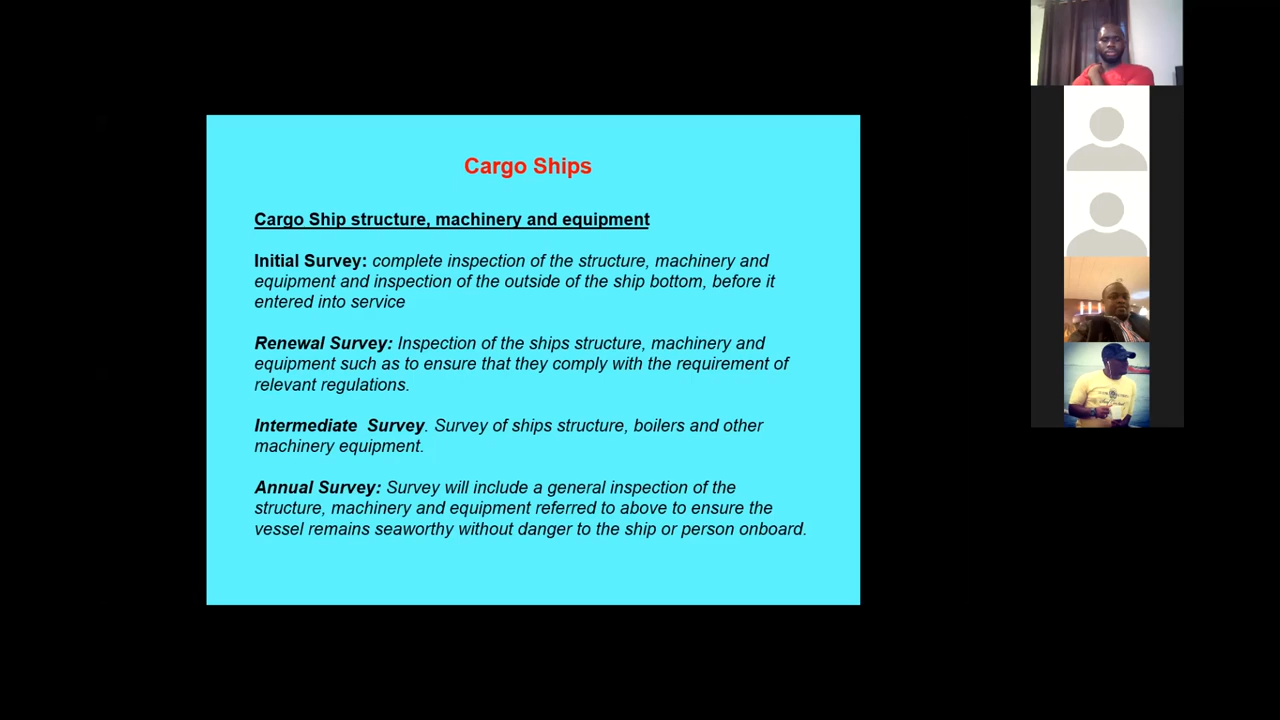 Cargo Ships
Cargo Ship structure, machinery and equipment
Initial Survey: complete inspection of the structure, machinery and
equipment and inspection of the outside of the ship bottom, before it
entered into service
Renewal Survey: Inspection of the ships structure, machinery and
equipment such as to ensure that they comply with the requirement of
relevant regulations.
Intermediate  Survey. Survey of ships structure, boilers and other
machinery equipment.
Annual Survey: Survey will include a general inspection of the
structure, machinery and equipment referred to above to ensure the
vessel remains seaworthy without danger to the ship or person onboard.